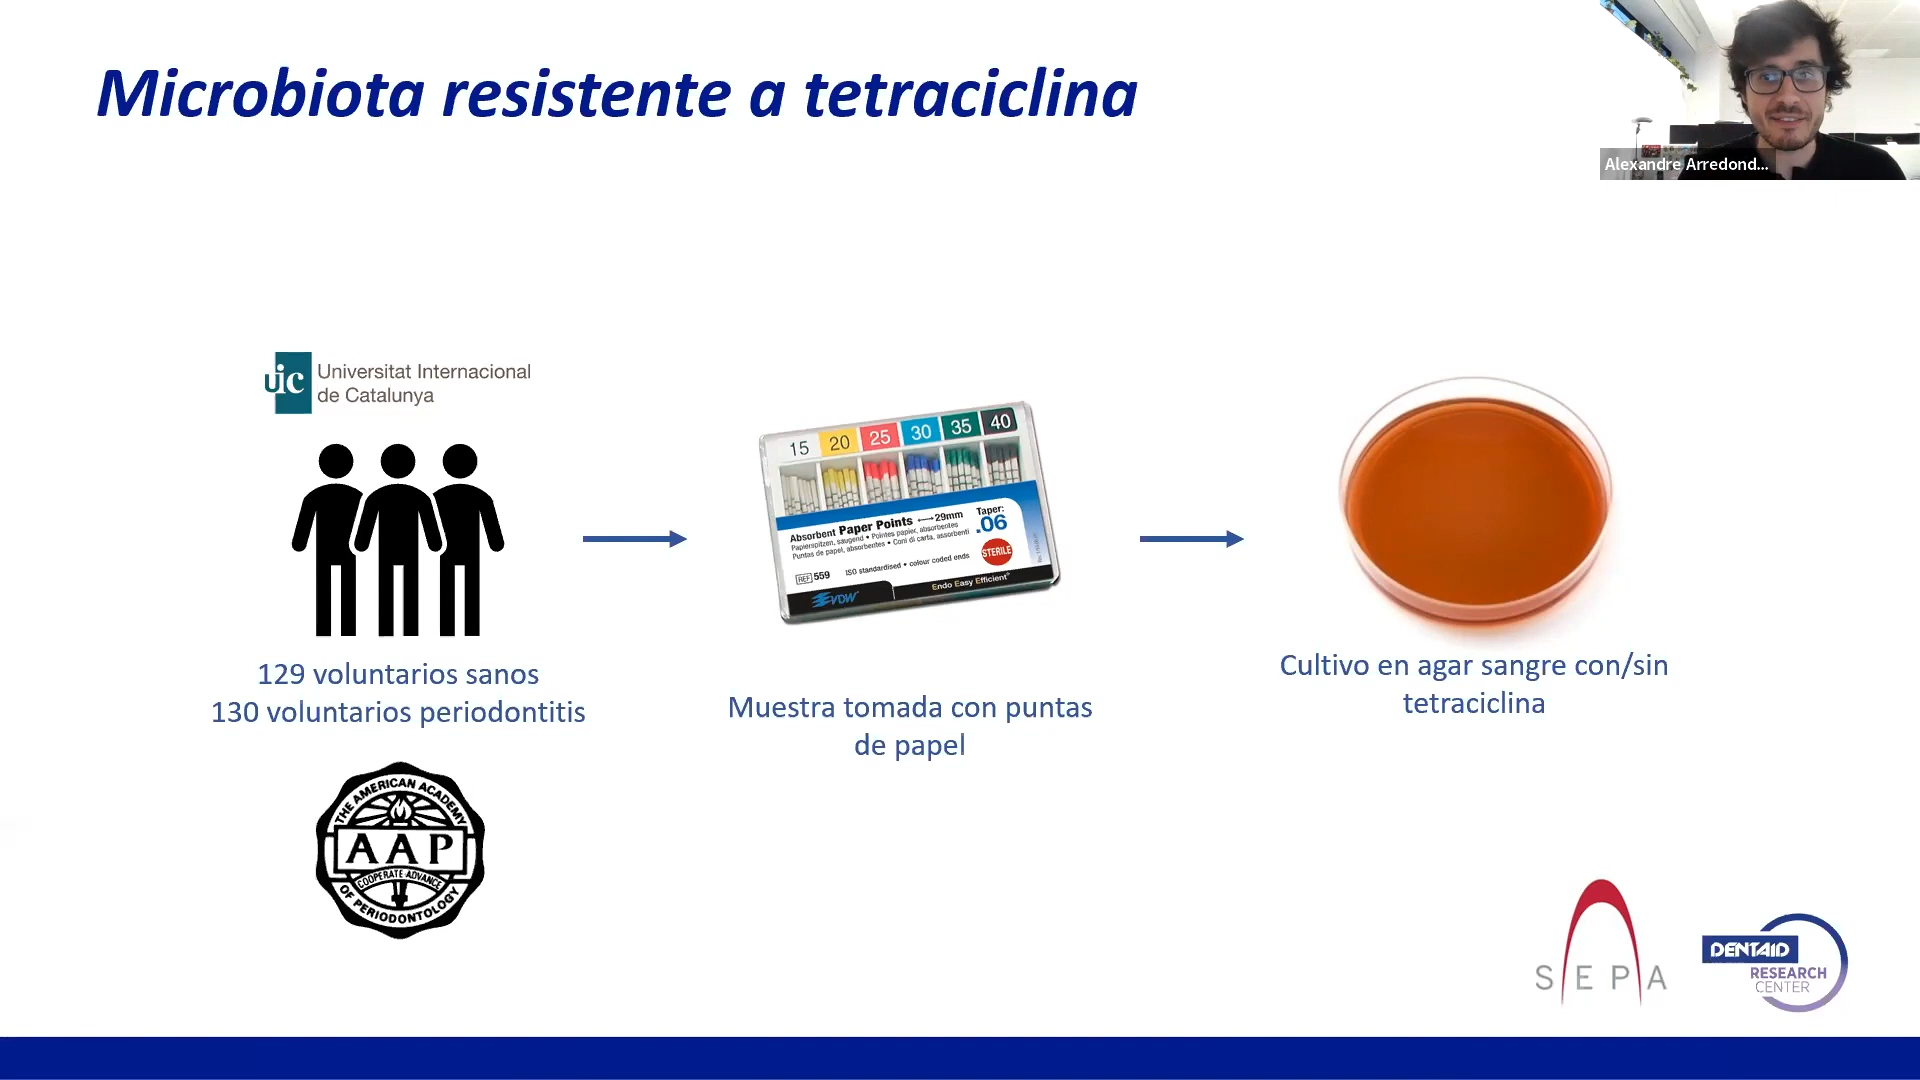 Microbiota resistente a tetraciclina
Alexandre Arredond...
uic
Universitat Internacional
de Catalunya
129 voluntarios sanos
130 voluntarios periodontitis
THE AMERICAN ACADEMY
AAP
COOPERATE ADVANCE
OF PERIODONTOLOGY
15 20 25 30 35 40
Absorbent Paper Points 29mm
Taper:
.06
Papierspitzen, saugend • Pointes papier, absorbentes
Puntas de papel, absorbentes • Coni di carta, assorbenti
STERILE
REF 559
ISO standardised • colour coded ends
VDW
Endo Easy Efficient
Muestra tomada con puntas
de papel
Cultivo en agar sangre con/sin
tetraciclina
SEPA
DENTAID
RESEARCH
CENTER